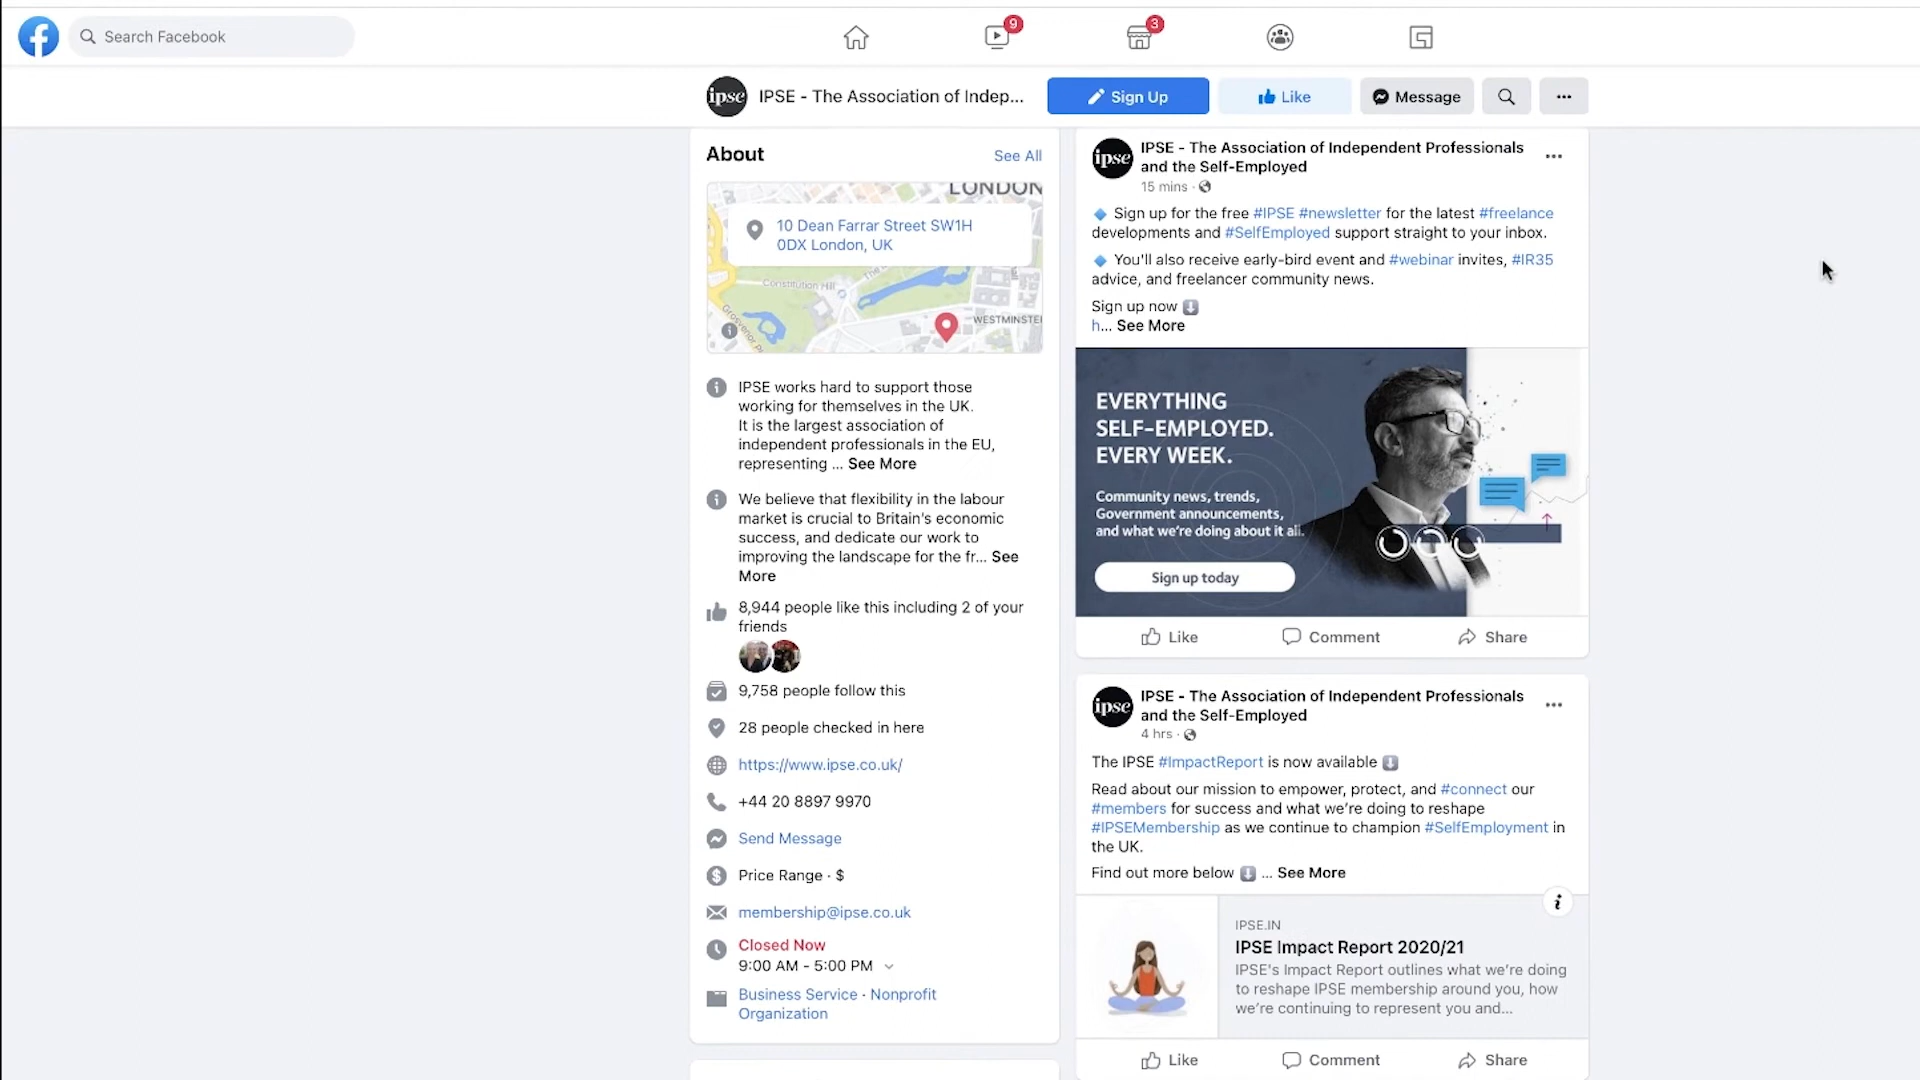 Search Facebook
9
3
ipse
IPSE - The Association of Indep...
Sign Up
Like
Message
About
See All
LONDON
10 Dean Farrar Street SW1H
0DX London, UK
Constitution Hill
WESTMINSTE
IPSE works hard to support those
working for themselves in the UK.
It is the largest association of
independent professionals in the EU,
representing ... See More
We believe that flexibility in the labour
market is crucial to Britain's economic
success, and dedicate our work to
improving the landscape for the fr... See
More
8,944 people like this including 2 of your
friends
9,758 people follow this
28 people checked in here
https://www.ipse.co.uk/
+44 20 8897 9970
Send Message
Price Range · $
membership@ipse.co.uk
Closed Now
9:00 AM - 5:00 PM
Business Service · Nonprofit
Organization
ipse
IPSE - The Association of Independent Professionals
and the Self-Employed
15 mins ·
Sign up for the free #IPSE #newsletter for the latest #freelance
developments and #SelfEmployed support straight to your inbox.
You'll also receive early-bird event and #webinar invites, #IR35
advice, and freelancer community news.
Sign up now
h... See More
EVERYTHING
SELF-EMPLOYED.
EVERY WEEK.
Community news, trends,
Government announcements,
and what we're doing about it all.
Sign up today
Like
Comment
Share
ipse
IPSE - The Association of Independent Professionals
and the Self-Employed
4 hrs ·
The IPSE #ImpactReport is now available
Read about our mission to empower, protect, and #connect our
#members for success and what we're doing to reshape
#IPSEMembership as we continue to champion #SelfEmployment in
the UK.
Find out more below ... See More
IPSE.IN
IPSE Impact Report 2020/21
IPSE's Impact Report outlines what we're doing
to reshape IPSE membership around you, how
we're continuing to represent you and...
Like
Comment
Share